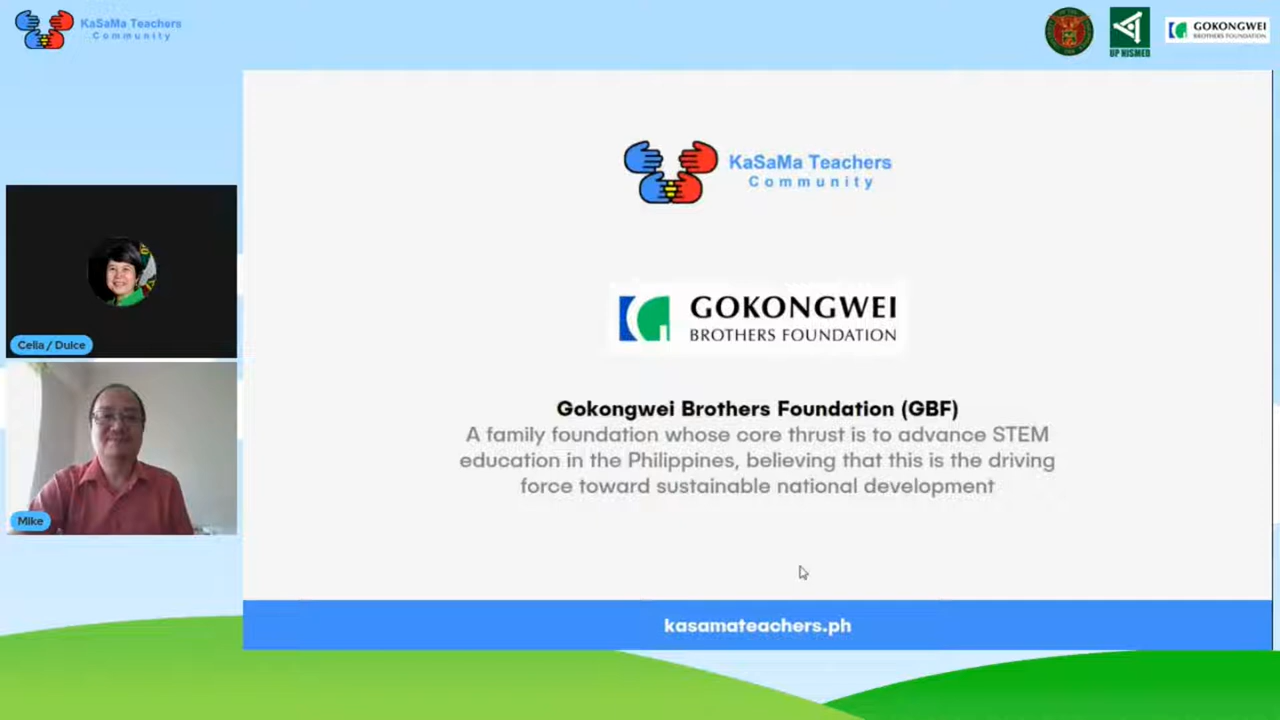 KaSaMa Teachers
Community
UP NISMED
GOKONGWEI
BROTHERS FOUNDATION
KaSaMa Teachers
Community
GOKONGWEI
BROTHERS FOUNDATION
Celia / Dulce
Gokongwei Brothers Foundation (GBF)
A family foundation whose core thrust is to advance STEM
education in the Philippines, believing that this is the driving
force toward sustainable national development
Mike
kasamateachers.ph